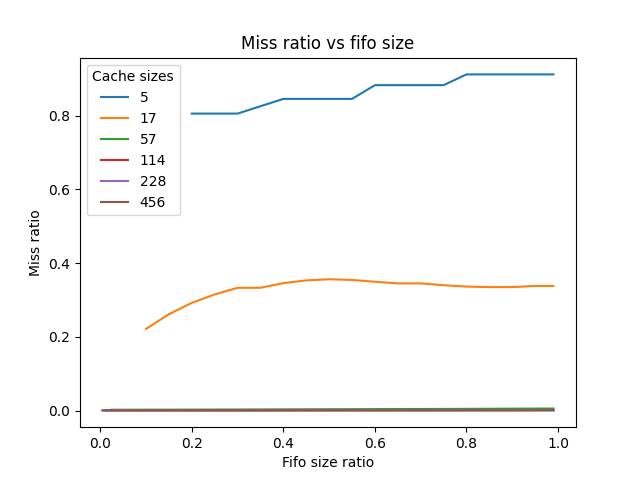 Miss ratio vs fifo size
Cache sizes
5
17
57
114
228
456
Miss ratio
0.8
0.6
0.4
0.2
0.0
0.0 0.2 0.4 0.6 0.8 1.0
Fifo size ratio